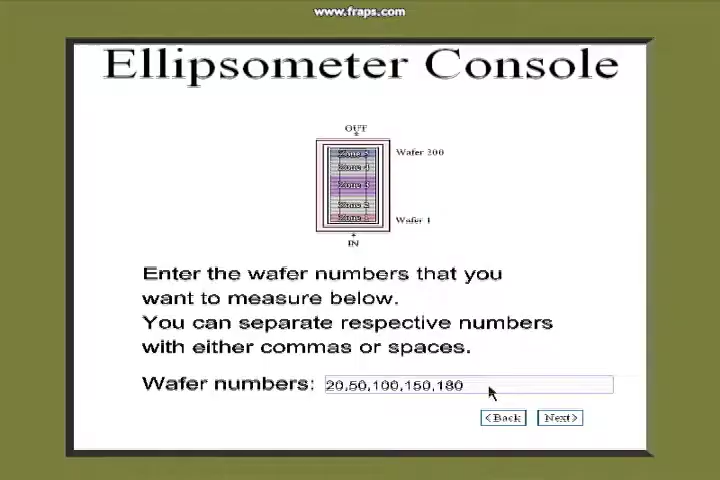 www.fraps.com
Ellipsometer Console
OUT
Zone 5
Wafer 200
Zone 4
Zone 3
Zone 2
Zone 1
Wafer 1
IN
Enter the wafer numbers that you
want to measure below.
You can separate respective numbers
with either commas or spaces.
Wafer numbers: 20,50,100,150,180
<Back Next>